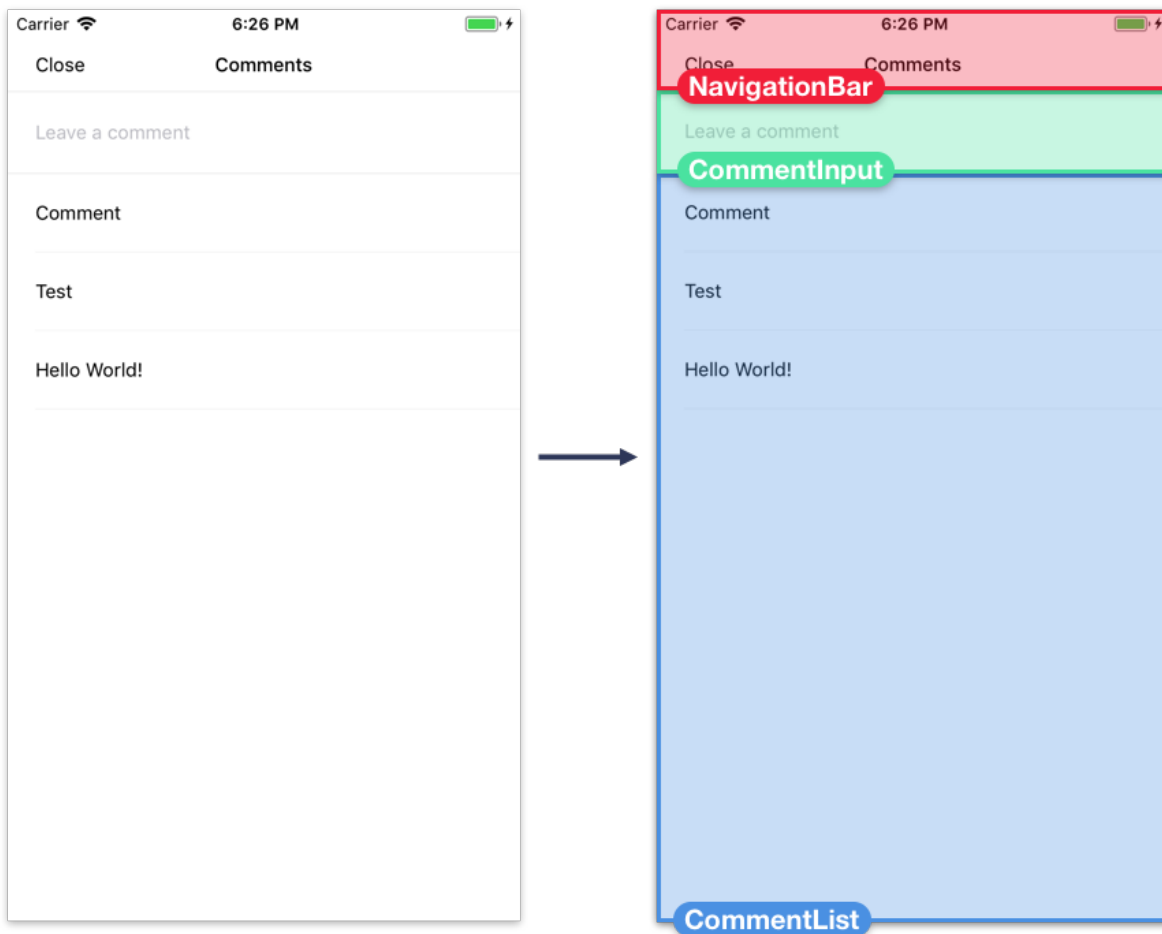 Carrier 6:26 PM
Close Comments
Leave a comment
Comment
Test
Hello World!
Carrier 6:26 PM
Close Comments
NavigationBar
Leave a comment
CommentInput
Comment
Test
Hello World!
CommentList